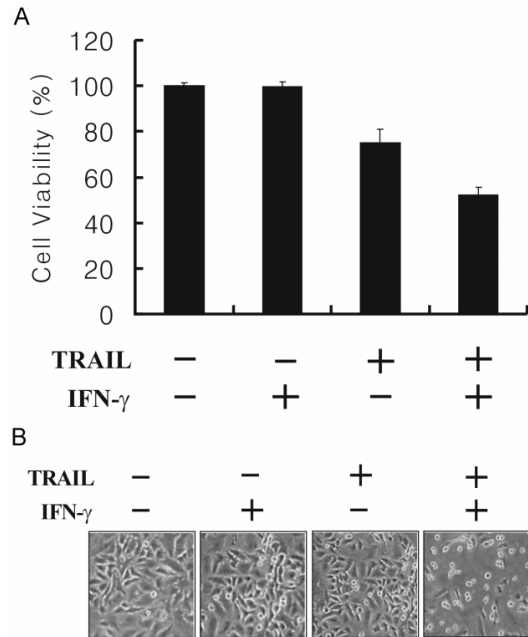 A
Cell Viability (%)
120
100
80
60
40
20
0
TRAIL − − + +
IFN-γ − + − +
B
TRAIL − − + +
IFN-γ − + − +